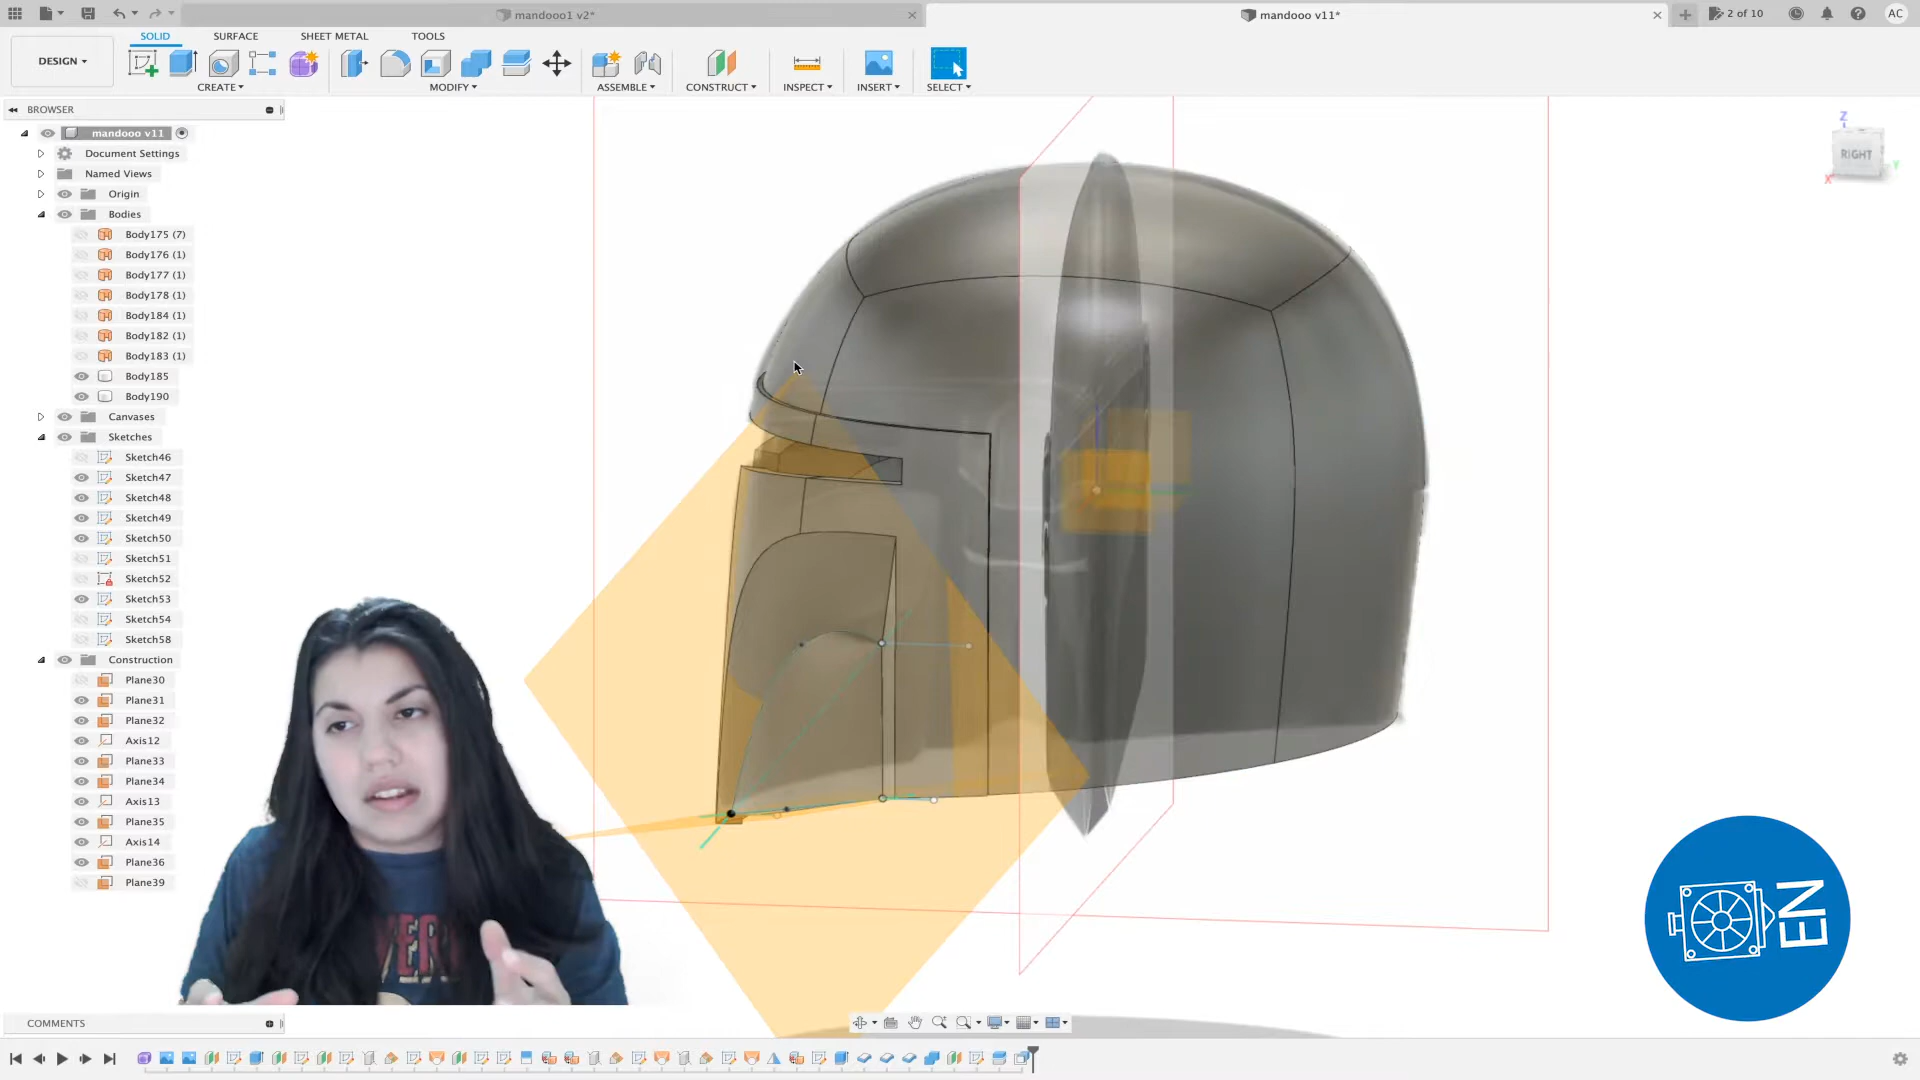 mandooo1 v2*
mandooo v11*
2 of 10
AC
DESIGN
SOLID
SURFACE
SHEET METAL
TOOLS
CREATE
MODIFY
ASSEMBLE
CONSTRUCT
INSPECT
INSERT
SELECT
BROWSER
mandooo v11
Document Settings
Named Views
Origin
Bodies
Body175 (7)
Body176 (1)
Body177 (1)
Body178 (1)
Body184 (1)
Body182 (1)
Body183 (1)
Body185
Body190
Canvases
Sketches
Sketch46
Sketch47
Sketch48
Sketch49
Sketch50
Sketch51
Sketch52
Sketch53
Sketch54
Sketch58
Construction
Plane30
Plane31
Plane32
Axis12
Plane33
Plane34
Axis13
Plane35
Axis14
Plane36
Plane39
Z
RIGHT
X
Y
EN
COMMENTS